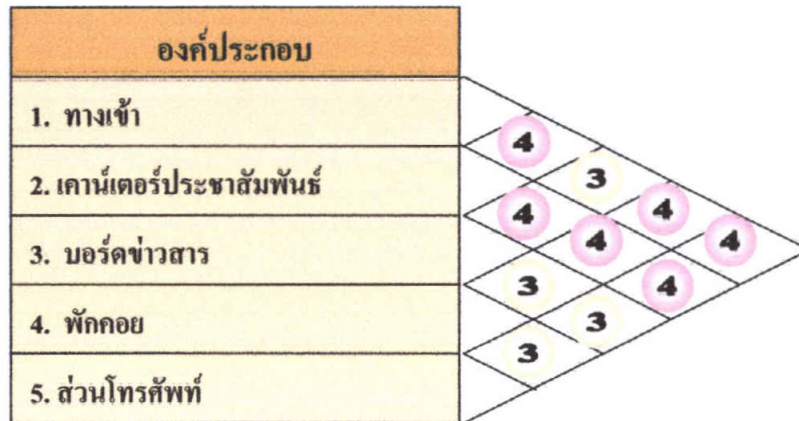 องค์ประกอบ
1. ทางเข้า
4
3
2. เคาน์เตอร์ประชาสัมพันธ์
4
4
4
4
3. บอร์ดข่าวสาร
3
4
4. พักคอย
3
3
5. ส่วนโทรศัพท์